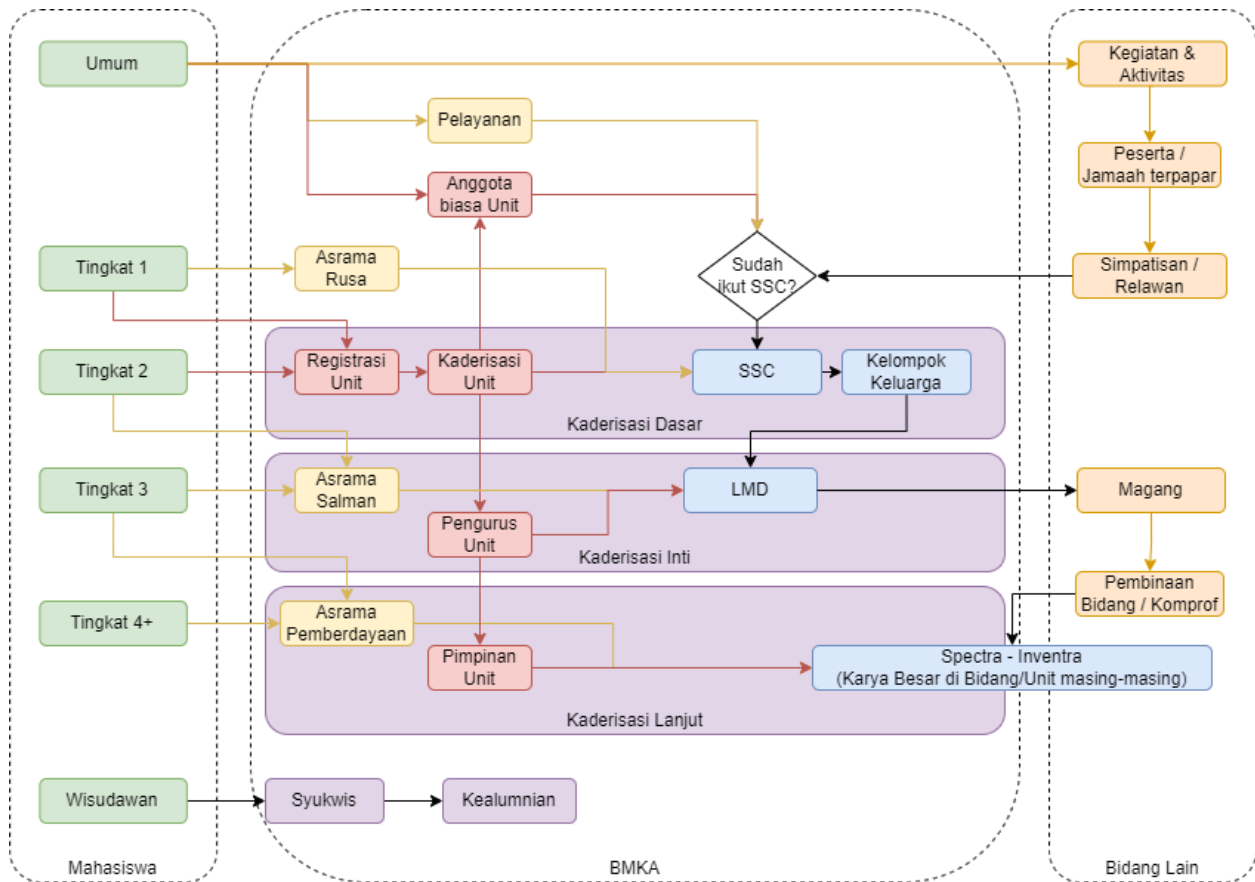 Umum
Kegiatan &
Aktivitas
Pelayanan
Peserta /
Jamaah terpapar
Anggota
biasa Unit
Tingkat 1
Asrama
Rusa
Sudah
ikut SSC?
Simpatisan /
Relawan
Tingkat 2
Registrasi
Unit
Kaderisasi
Unit
SSC
Kelompok
Keluarga
Kaderisasi Dasar
Tingkat 3
Asrama
Salman
LMD
Magang
Pengurus
Unit
Kaderisasi Inti
Tingkat 4+
Asrama
Pemberdayaan
Pembinaan
Bidang / Komprof
Pimpinan
Unit
Spectra - Inventra
(Karya Besar di Bidang/Unit masing-masing)
Kaderisasi Lanjut
Wisudawan
Syukwis
Kealumnian
Mahasiswa
BMKA
Bidang Lain